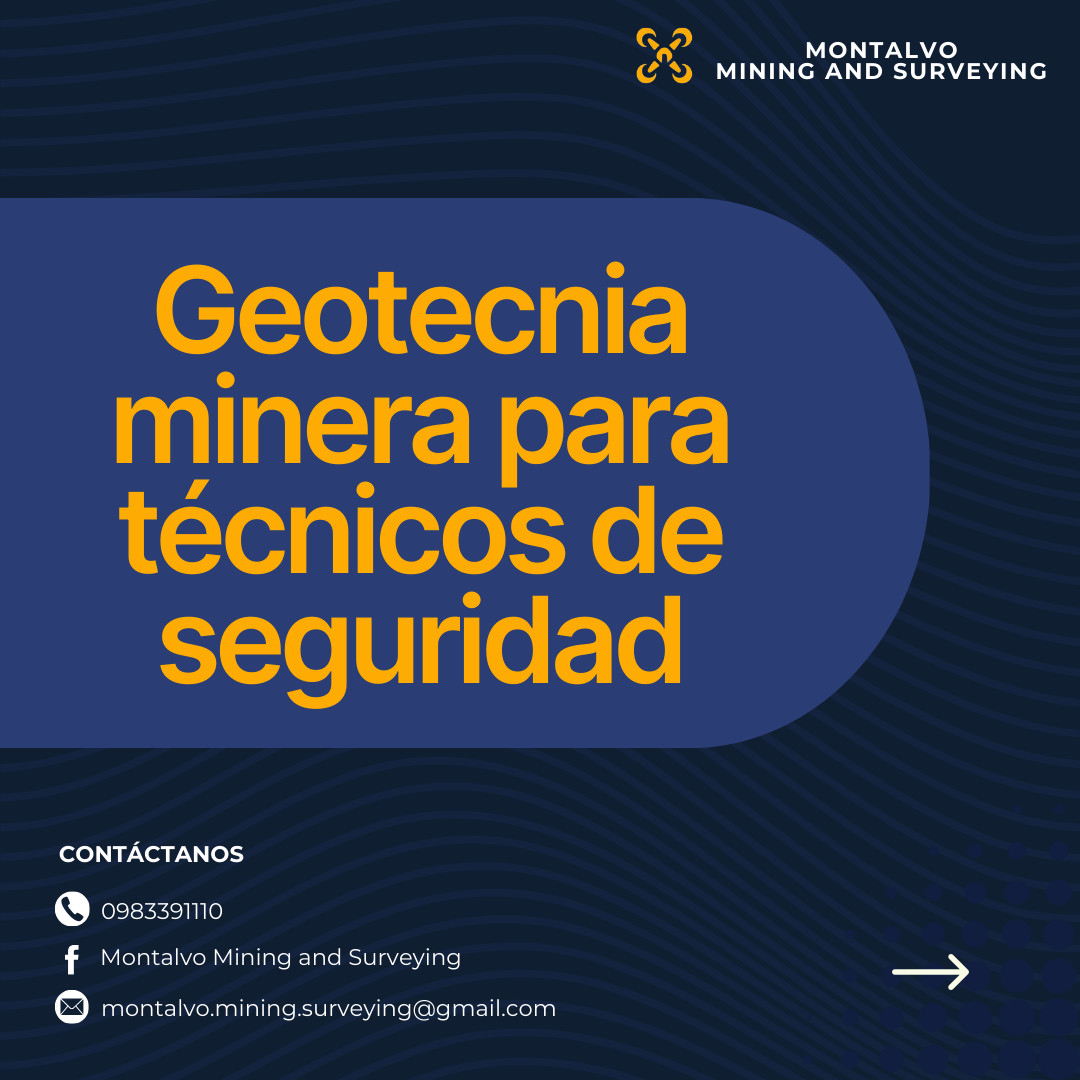 MONTALVO
MINING AND SURVEYING
Geotecnia
minera para
técnicos de
seguridad
CONTÁCTANOS
0983391110
Montalvo Mining and Surveying
montalvo.mining.surveying@gmail.com